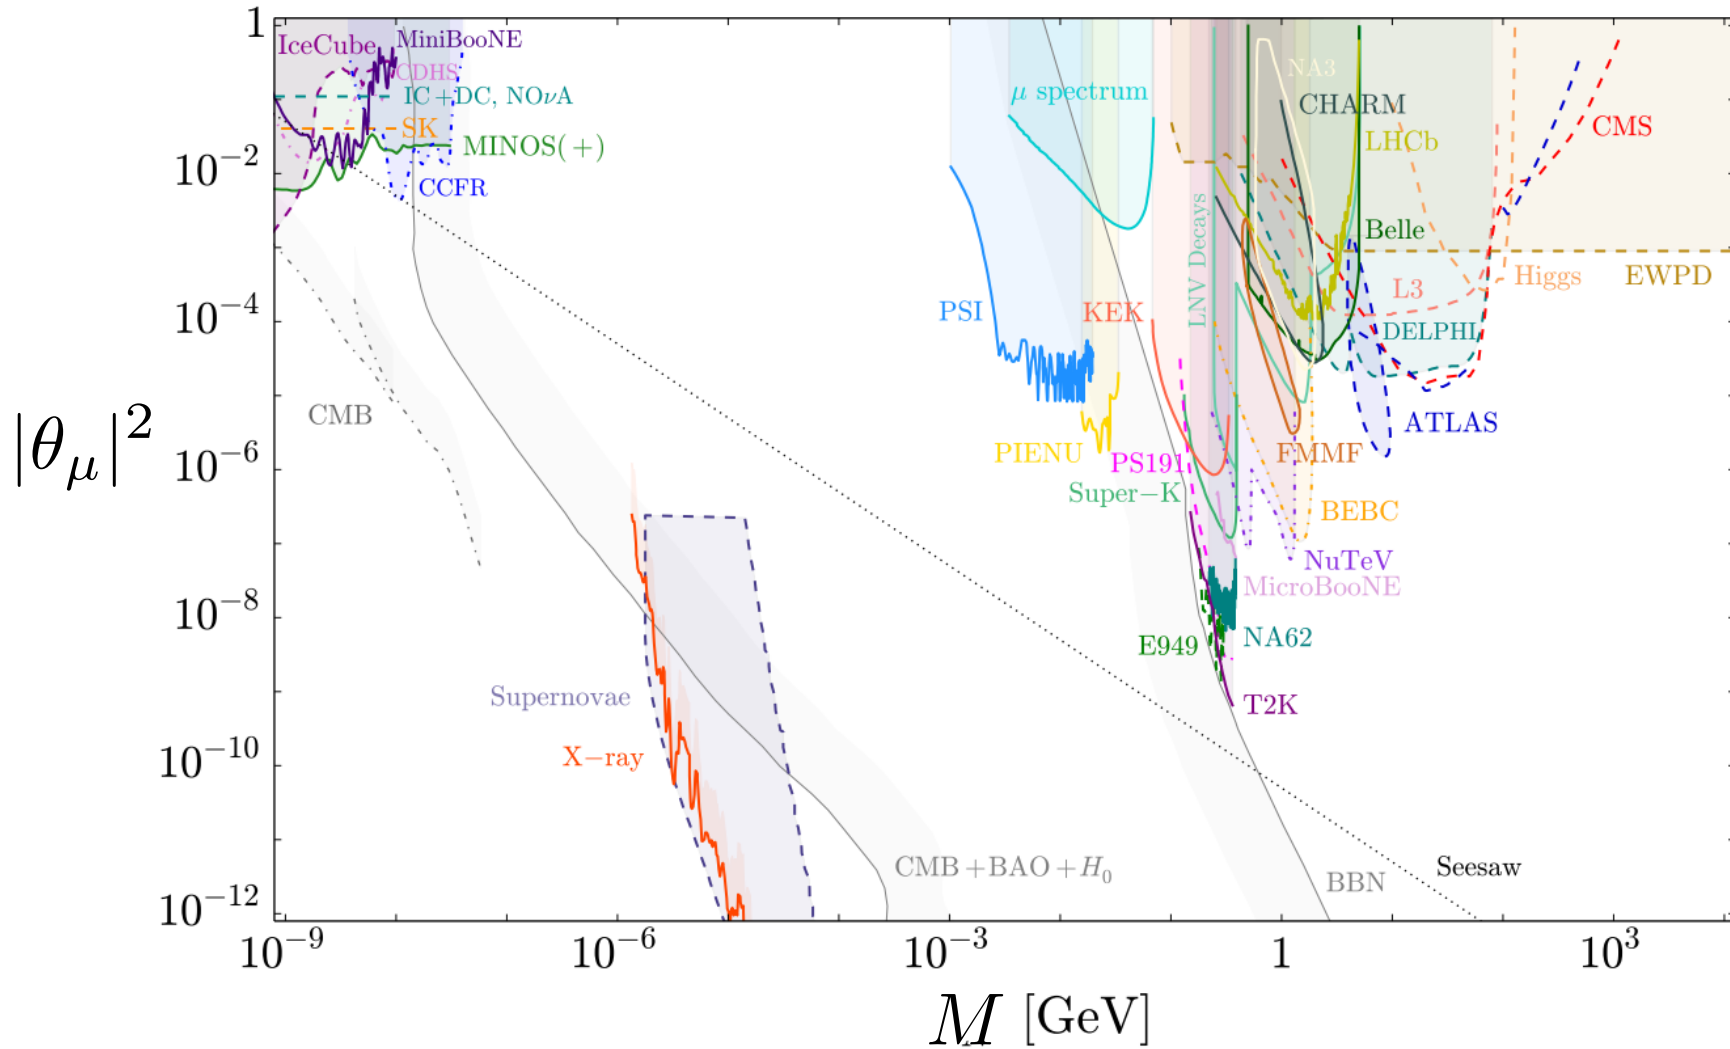 1
IceCube
MiniBooNE
CDHS
IC+DC, NOνA
SK
MINOS(+)
CCFR
10⁻²
μ spectrum
NA3
CHARM
LHCb
CMS
LNV Decays
Belle
EWPD
Higgs
L3
DELPHI
10⁻⁴
PSI
KEK
CMB
|θ_μ|²
ATLAS
PIENU
PS191
FMMF
10⁻⁶
Super−K
BEBC
NuTeV
MicroBooNE
10⁻⁸
E949
NA62
Supernovae
T2K
X−ray
10⁻¹⁰
CMB+BAO+H₀
BBN
Seesaw
10⁻¹²
10⁻⁹ 10⁻⁶ 10⁻³ 1 10³
M [GeV]